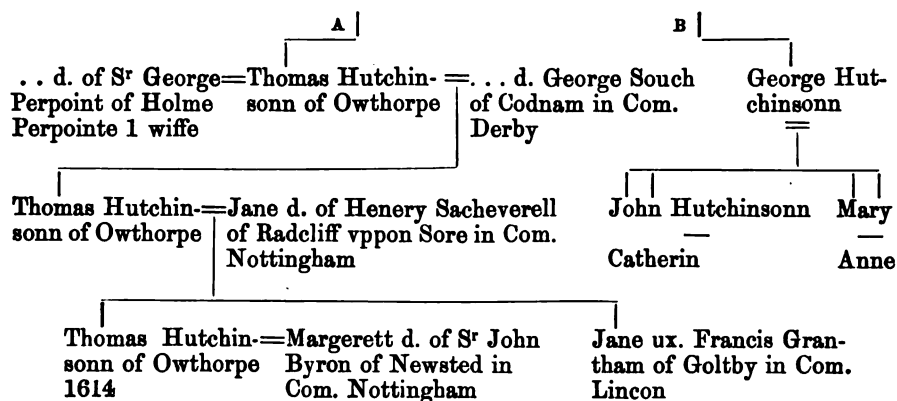 A
B
. . d. of Sʳ George=Thomas Hutchin- = . . . d. George Souch George Hut-
Perpoint of Holme sonn of Owthorpe of Codnam in Com. chinsonn
Perpointe 1 wiffe Derby
Thomas Hutchin-=Jane d. of Henery Sacheverell John Hutchinsonn Mary
sonn of Owthorpe of Radcliff vppon Sore in Com.
Nottingham Catherin Anne
Thomas Hutchin-=Margerett d. of Sʳ John Jane ux. Francis Gran-
sonn of Owthorpe Byron of Newsted in tham of Goltby in Com.
1614 Com. Nottingham Lincon